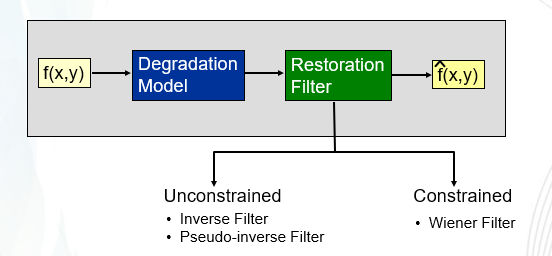 f(x,y)
Degradation
Model
Restoration
Filter
f̂(x,y)
Unconstrained
• Inverse Filter
• Pseudo-inverse Filter
Constrained
• Wiener Filter